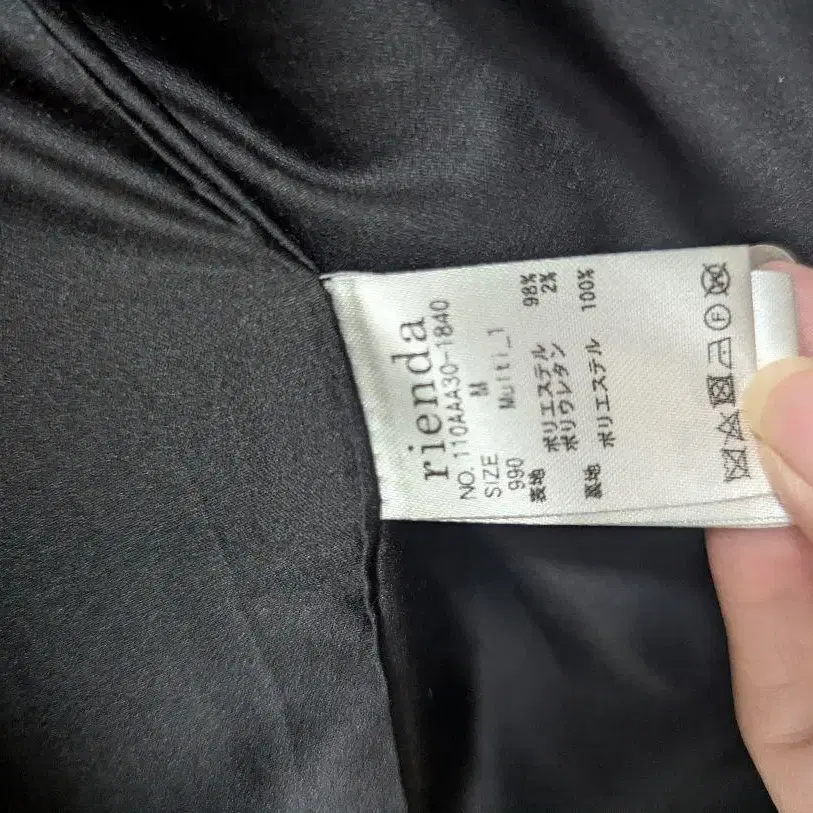 rienda
NO. 110AAA30-1840
SIZE M
990 Multi_1
表地 ポリエステル 98%
ポリウレタン 2%
裏地 ポリエステル 100%
F